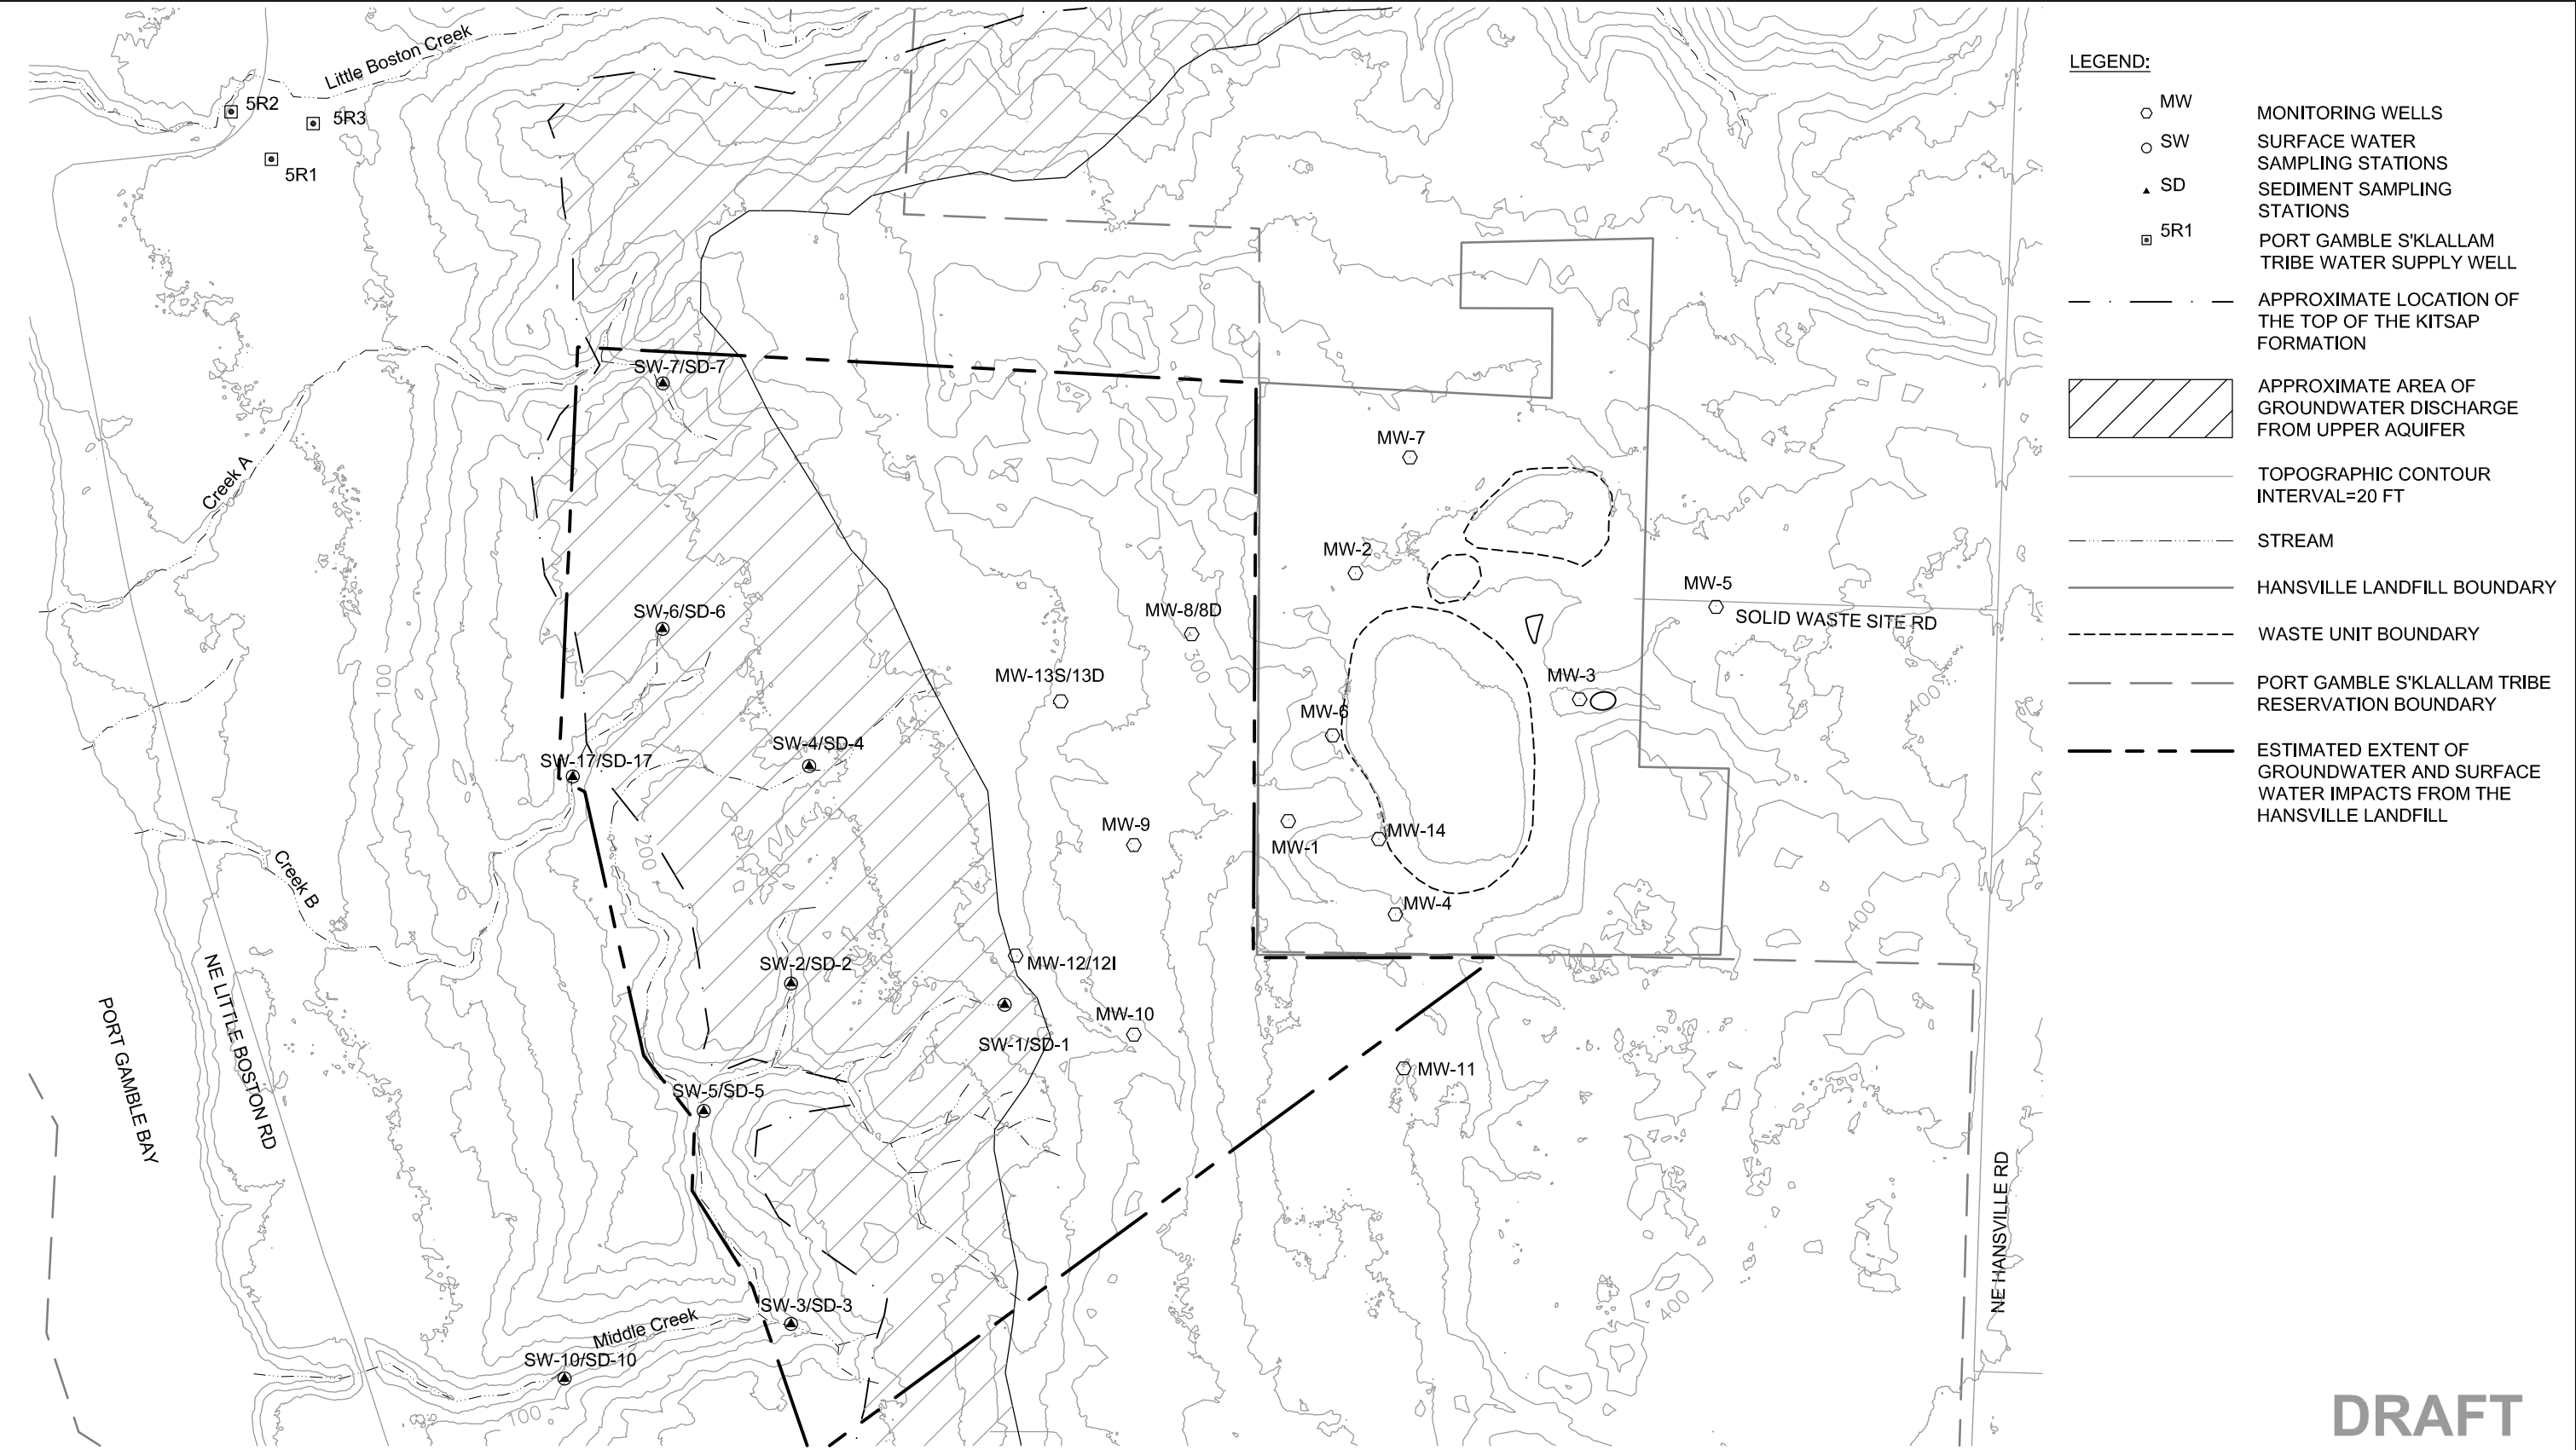 Little Boston Creek
5R2
5R3
5R1
SW-7/SD-7
Creek A
MW-7
MW-2
MW-5
SOLID WASTE SITE RD
SW-6/SD-6
MW-8/8D
300
MW-13S/13D
MW-3
400
100
MW-6
SW-4/SD-4
SW-17/SD-17
MW-9
MW-14
MW-1
200
Creek B
MW-4
400
SW-2/SD-2
MW-12/12I
NE LITTLE BOSTON RD
PORT GAMBLE BAY
MW-10
SW-1/SD-1
MW-11
SW-5/SD-5
NE HANSVILLE RD
400
SW-3/SD-3
Middle Creek
SW-10/SD-10
100
LEGEND:
MW
MONITORING WELLS
SW
SURFACE WATER
SAMPLING STATIONS
SD
SEDIMENT SAMPLING
STATIONS
5R1
PORT GAMBLE S'KLALLAM
TRIBE WATER SUPPLY WELL
APPROXIMATE LOCATION OF
THE TOP OF THE KITSAP
FORMATION
APPROXIMATE AREA OF
GROUNDWATER DISCHARGE
FROM UPPER AQUIFER
TOPOGRAPHIC CONTOUR
INTERVAL=20 FT
STREAM
HANSVILLE LANDFILL BOUNDARY
WASTE UNIT BOUNDARY
PORT GAMBLE S'KLALLAM TRIBE
RESERVATION BOUNDARY
ESTIMATED EXTENT OF
GROUNDWATER AND SURFACE
WATER IMPACTS FROM THE
HANSVILLE LANDFILL
DRAFT